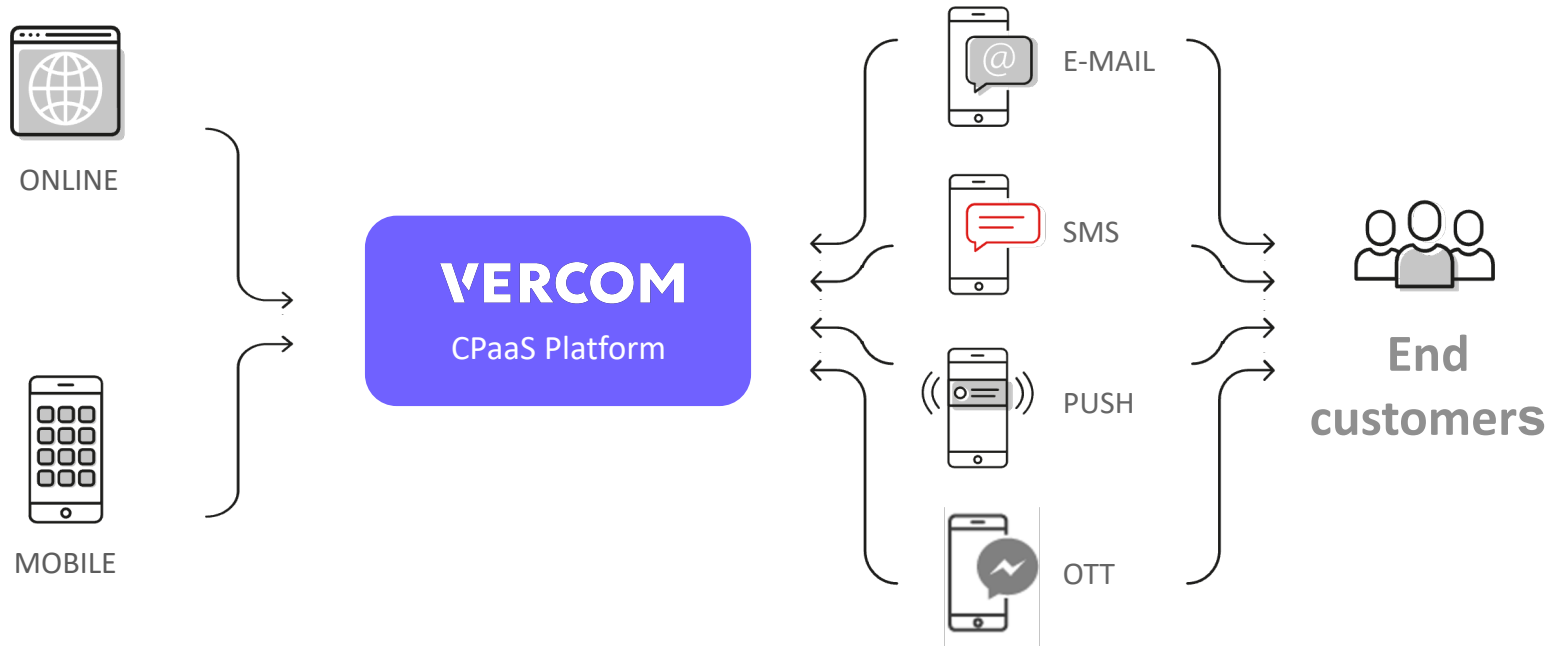 ONLINE
MOBILE
VERCOM
CPaaS Platform
@
E-MAIL
SMS
PUSH
OTT
End
customers